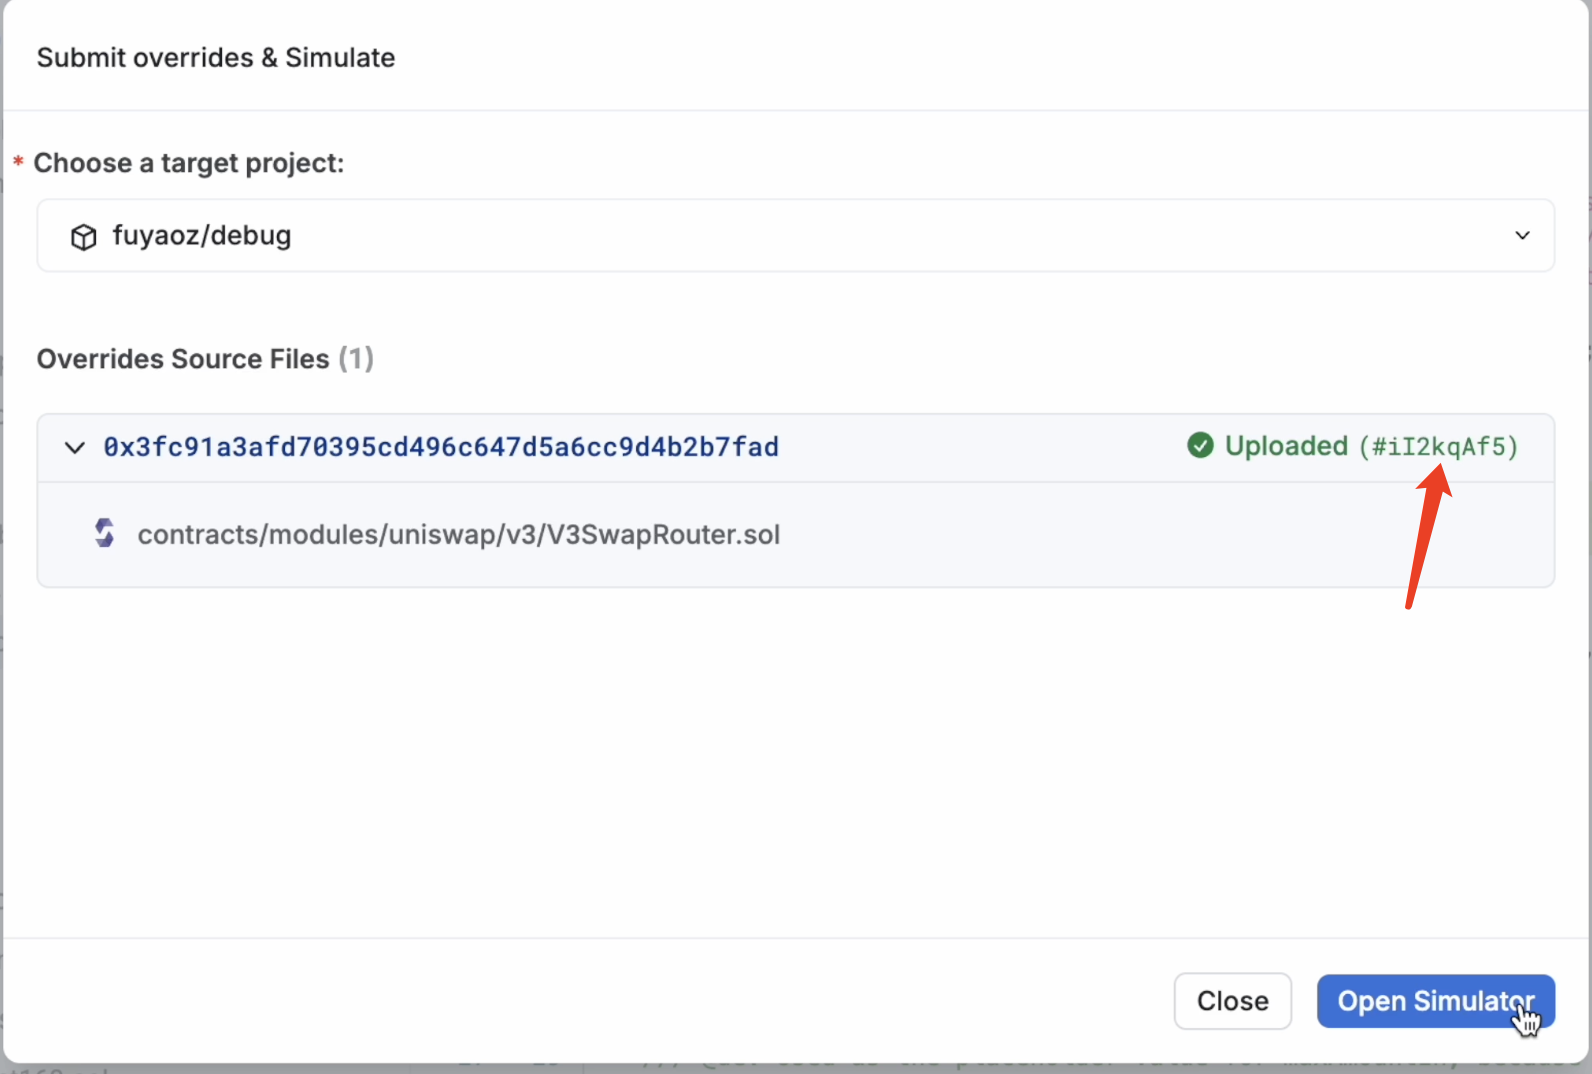 Submit overrides & Simulate
* Choose a target project:
fuyaoz/debug
Overrides Source Files (1)
0x3fc91a3afd70395cd496c647d5a6cc9d4b2b7fad
Uploaded (#iI2kqAf5)
contracts/modules/uniswap/v3/V3SwapRouter.sol
Close
Open Simulator